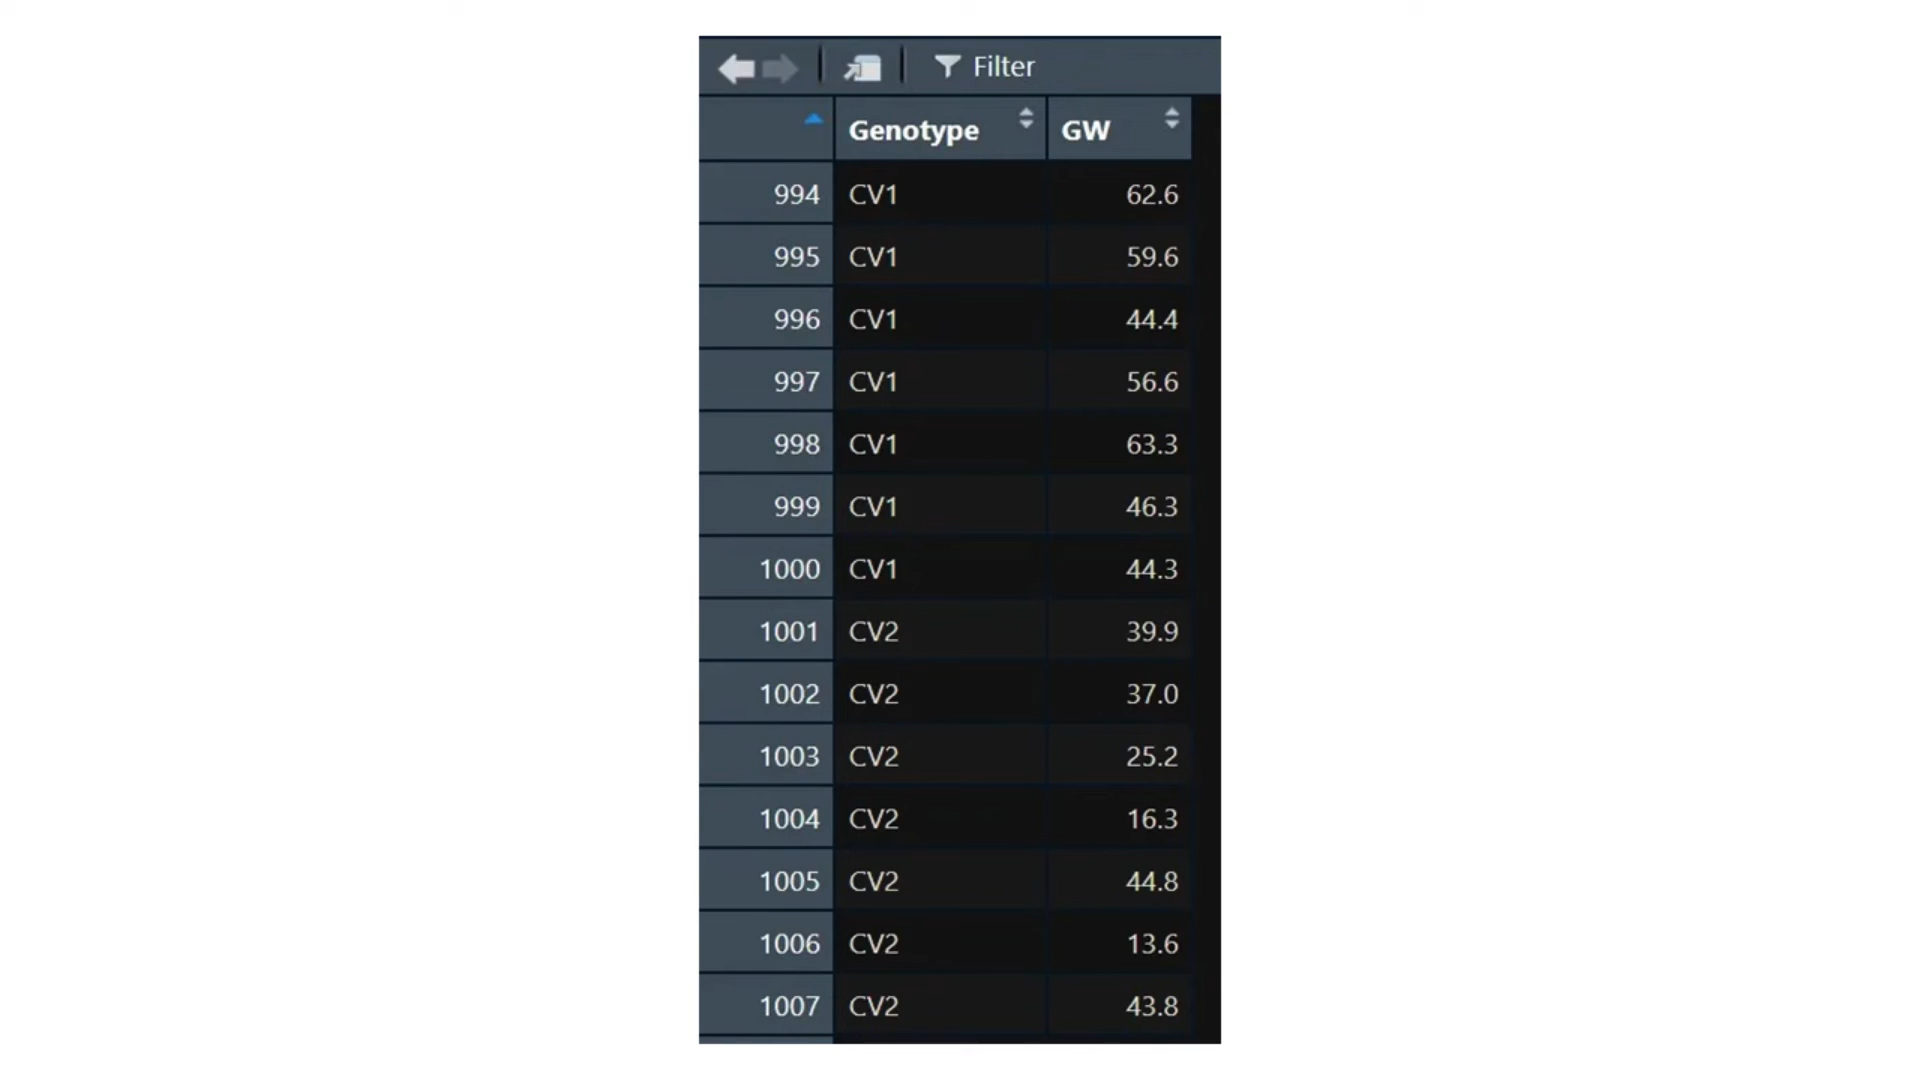 Filter
Genotype GW
994 CV1 62.6
995 CV1 59.6
996 CV1 44.4
997 CV1 56.6
998 CV1 63.3
999 CV1 46.3
1000 CV1 44.3
1001 CV2 39.9
1002 CV2 37.0
1003 CV2 25.2
1004 CV2 16.3
1005 CV2 44.8
1006 CV2 13.6
1007 CV2 43.8